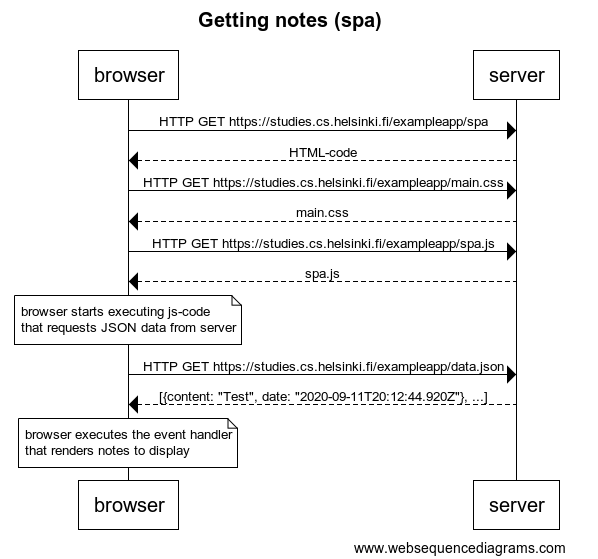 Getting notes (spa)
browser
server
HTTP GET https://studies.cs.helsinki.fi/exampleapp/spa
HTML-code
HTTP GET https://studies.cs.helsinki.fi/exampleapp/main.css
main.css
HTTP GET https://studies.cs.helsinki.fi/exampleapp/spa.js
spa.js
browser starts executing js-code
that requests JSON data from server
HTTP GET https://studies.cs.helsinki.fi/exampleapp/data.json
[{content: "Test", date: "2020-09-11T20:12:44.920Z"}, ...]
browser executes the event handler
that renders notes to display
browser
server
www.websequencediagrams.com